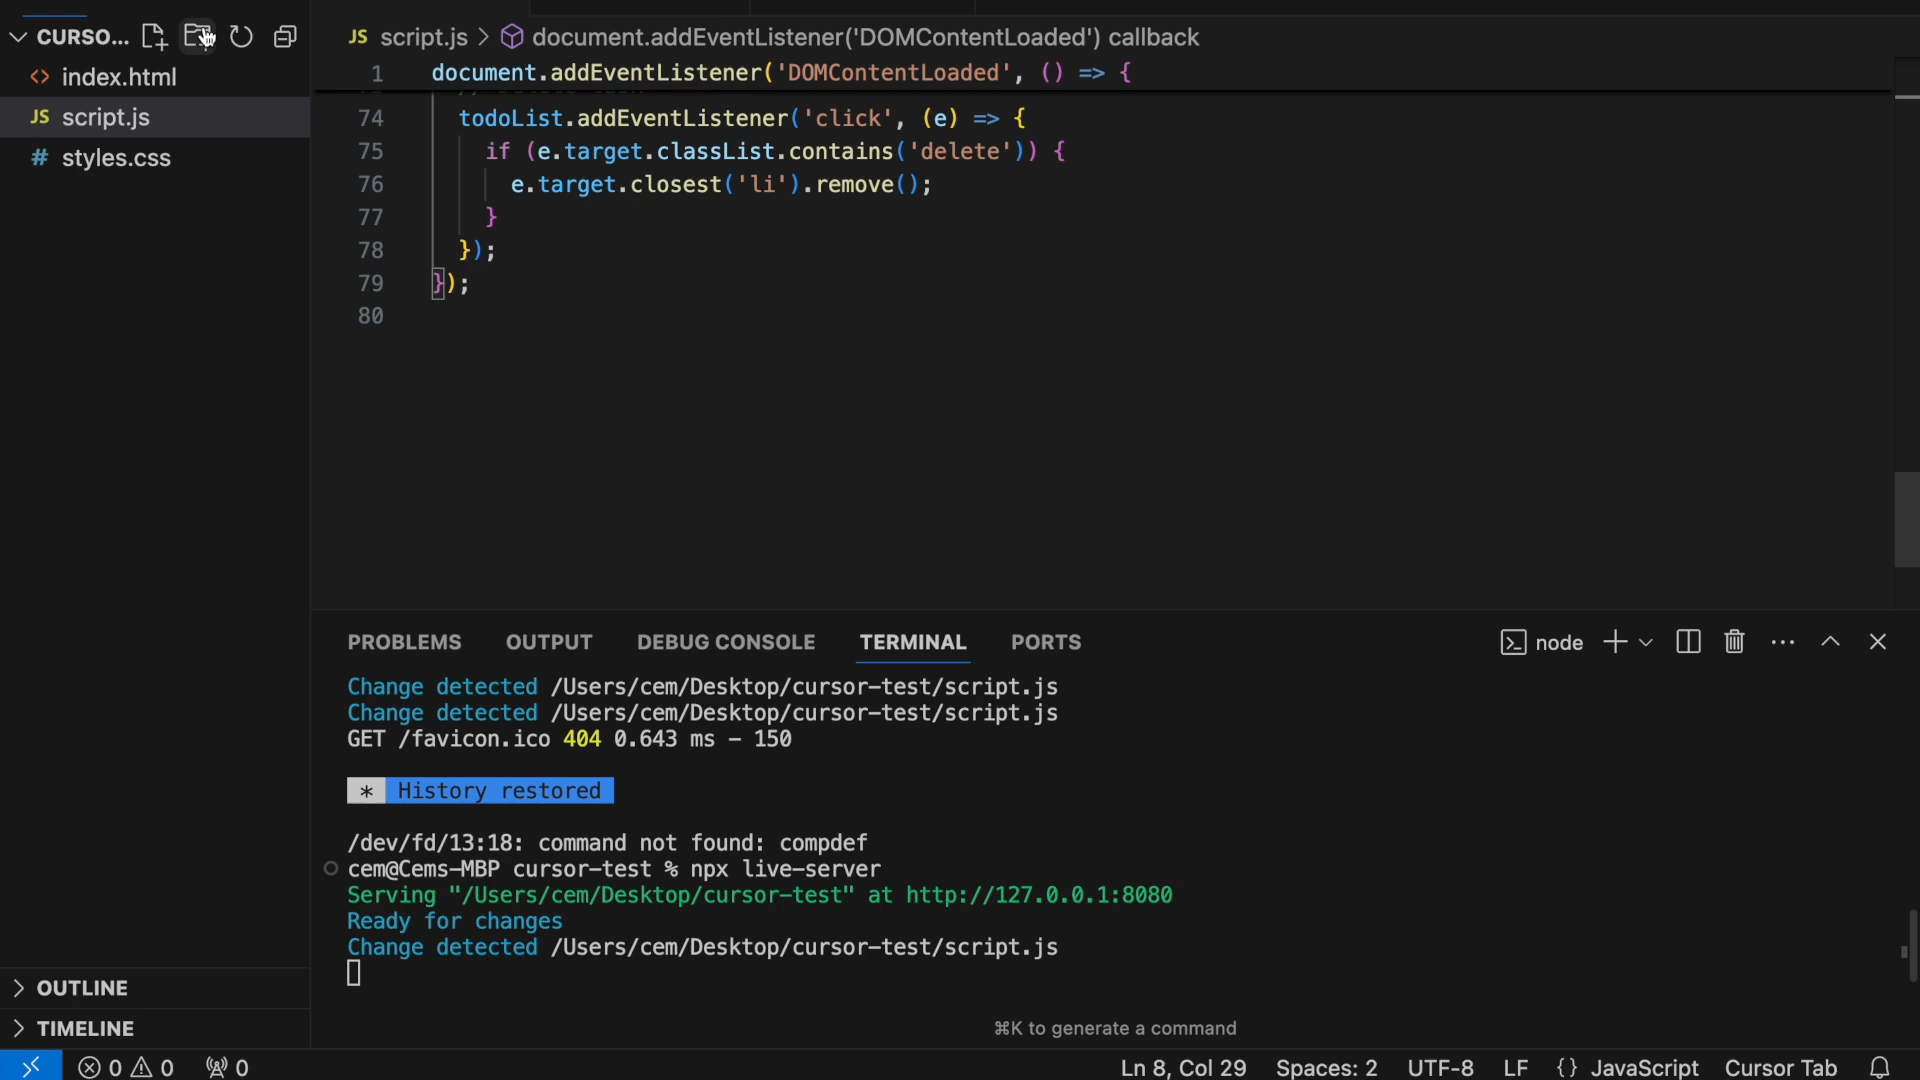 CURSO...
<> index.html
JS script.js
# styles.css
OUTLINE
TIMELINE
JS script.js > document.addEventListener('DOMContentLoaded') callback
1 document.addEventListener('DOMContentLoaded', () => {
74 todoList.addEventListener('click', (e) => {
75 if (e.target.classList.contains('delete')) {
76 e.target.closest('li').remove();
77 }
78 });
79 });
80
PROBLEMS OUTPUT DEBUG CONSOLE TERMINAL PORTS node
Change detected /Users/cem/Desktop/cursor-test/script.js
Change detected /Users/cem/Desktop/cursor-test/script.js
GET /favicon.ico 404 0.643 ms - 150
* History restored
/dev/fd/13:18: command not found: compdef
cem@Cems-MBP cursor-test % npx live-server
Serving "/Users/cem/Desktop/cursor-test" at http://127.0.0.1:8080
Ready for changes
Change detected /Users/cem/Desktop/cursor-test/script.js
⌘K to generate a command
0 0 0 Ln 8, Col 29 Spaces: 2 UTF-8 LF {} JavaScript Cursor Tab